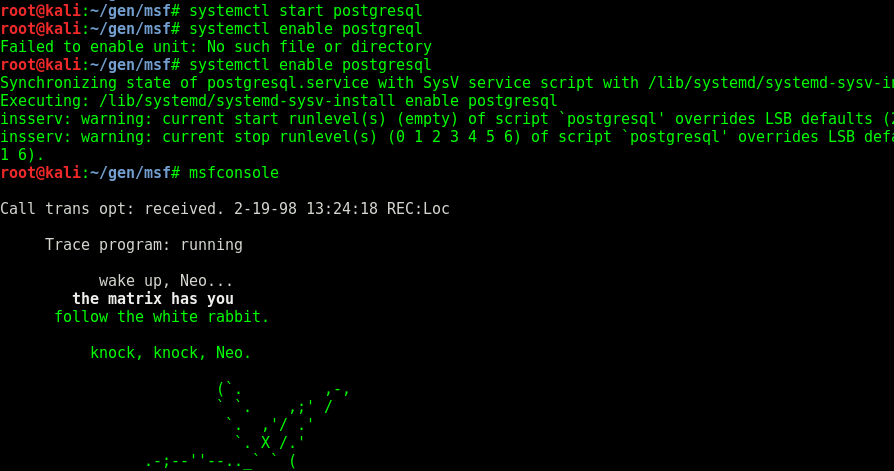 root@kali:~/gen/msf# systemctl start postgresql
root@kali:~/gen/msf# systemctl enable postgreql
Failed to enable unit: No such file or directory
root@kali:~/gen/msf# systemctl enable postgresql
Synchronizing state of postgresql.service with SysV service script with /lib/systemd/systemd-sysv-in
Executing: /lib/systemd/systemd-sysv-install enable postgresql
insserv: warning: current start runlevel(s) (empty) of script `postgresql' overrides LSB defaults (2
insserv: warning: current stop runlevel(s) (0 1 2 3 4 5 6) of script `postgresql' overrides LSB defa
1 6).
root@kali:~/gen/msf# msfconsole
Call trans opt: received. 2-19-98 13:24:18 REC:Loc
Trace program: running
wake up, Neo...
the matrix has you
follow the white rabbit.
knock, knock, Neo.
(`.         ,-,
` `.    ,;' /
`.  ,'/ .'
`. X /.'
.-;--''--.._` ` (